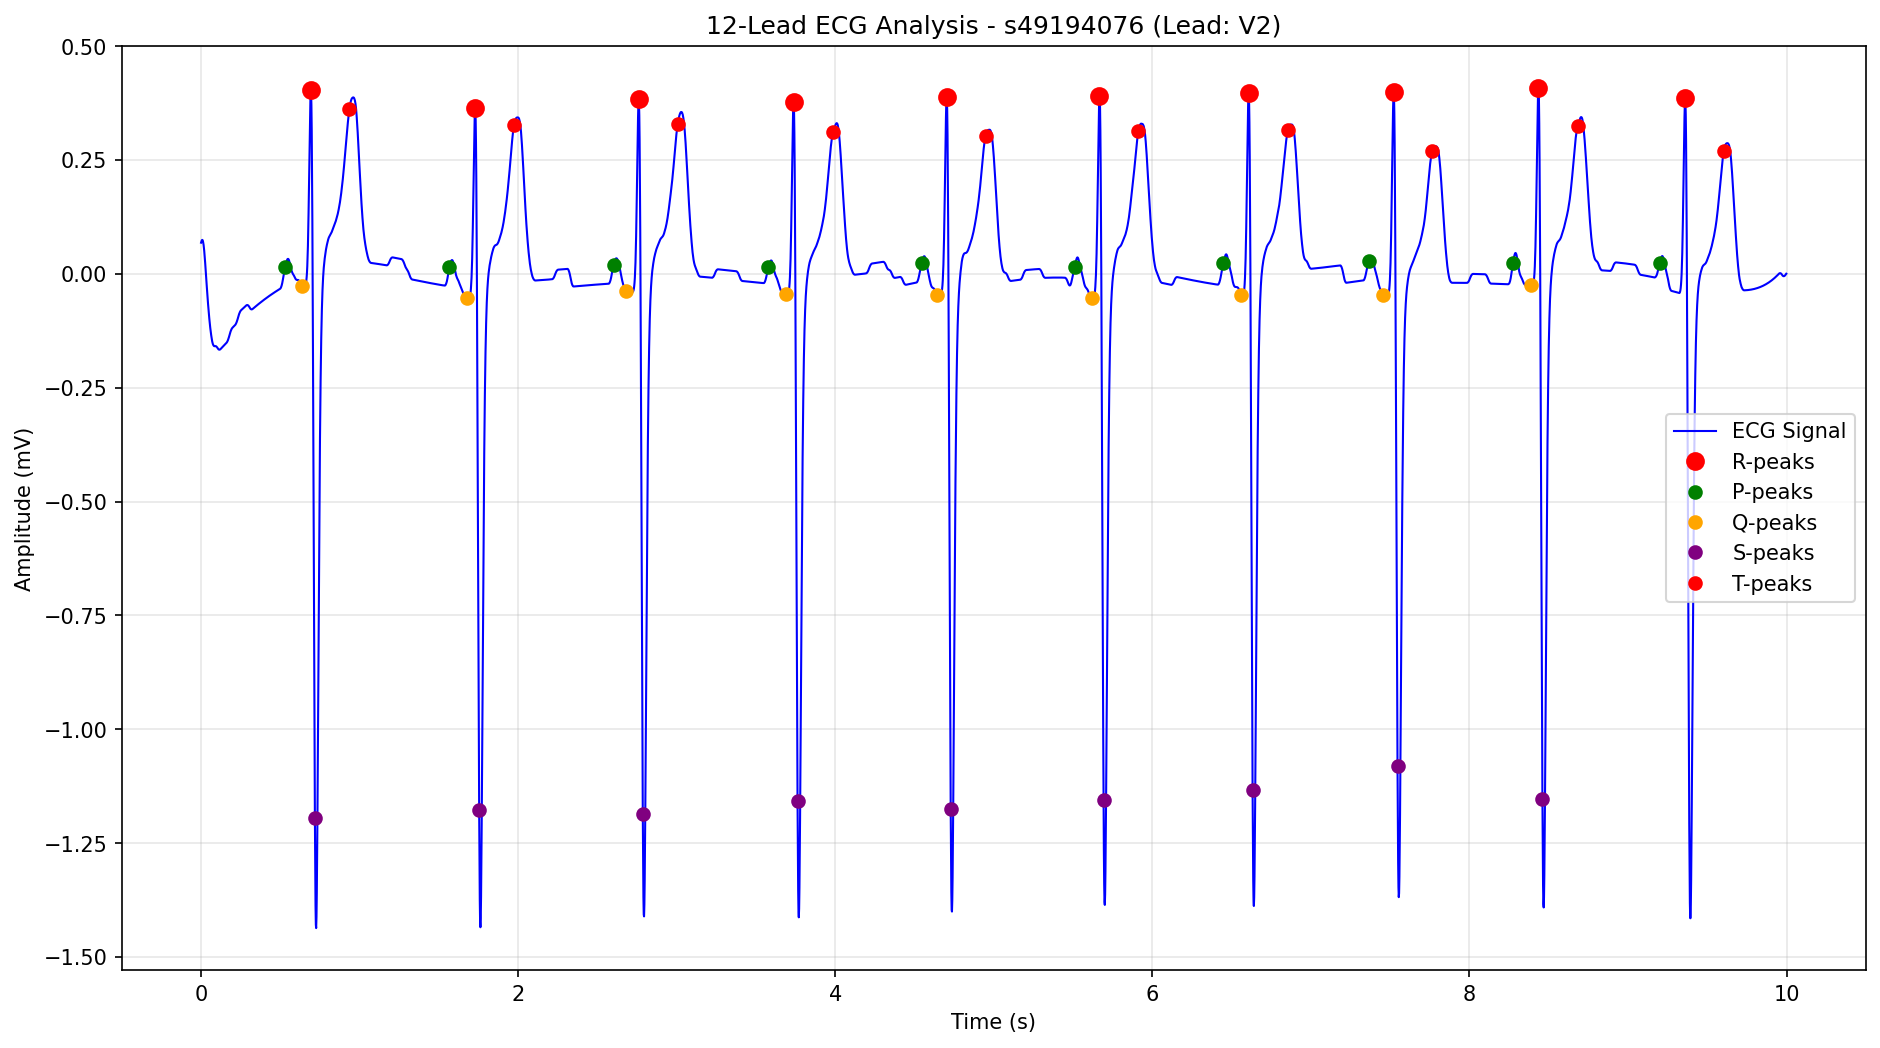 12-Lead ECG Analysis - s49194076 (Lead: V2)
Amplitude (mV)
0.50
0.25
0.00
−0.25
−0.50
−0.75
−1.00
−1.25
−1.50
ECG Signal
R-peaks
P-peaks
Q-peaks
S-peaks
T-peaks
0 2 4 6 8 10
Time (s)